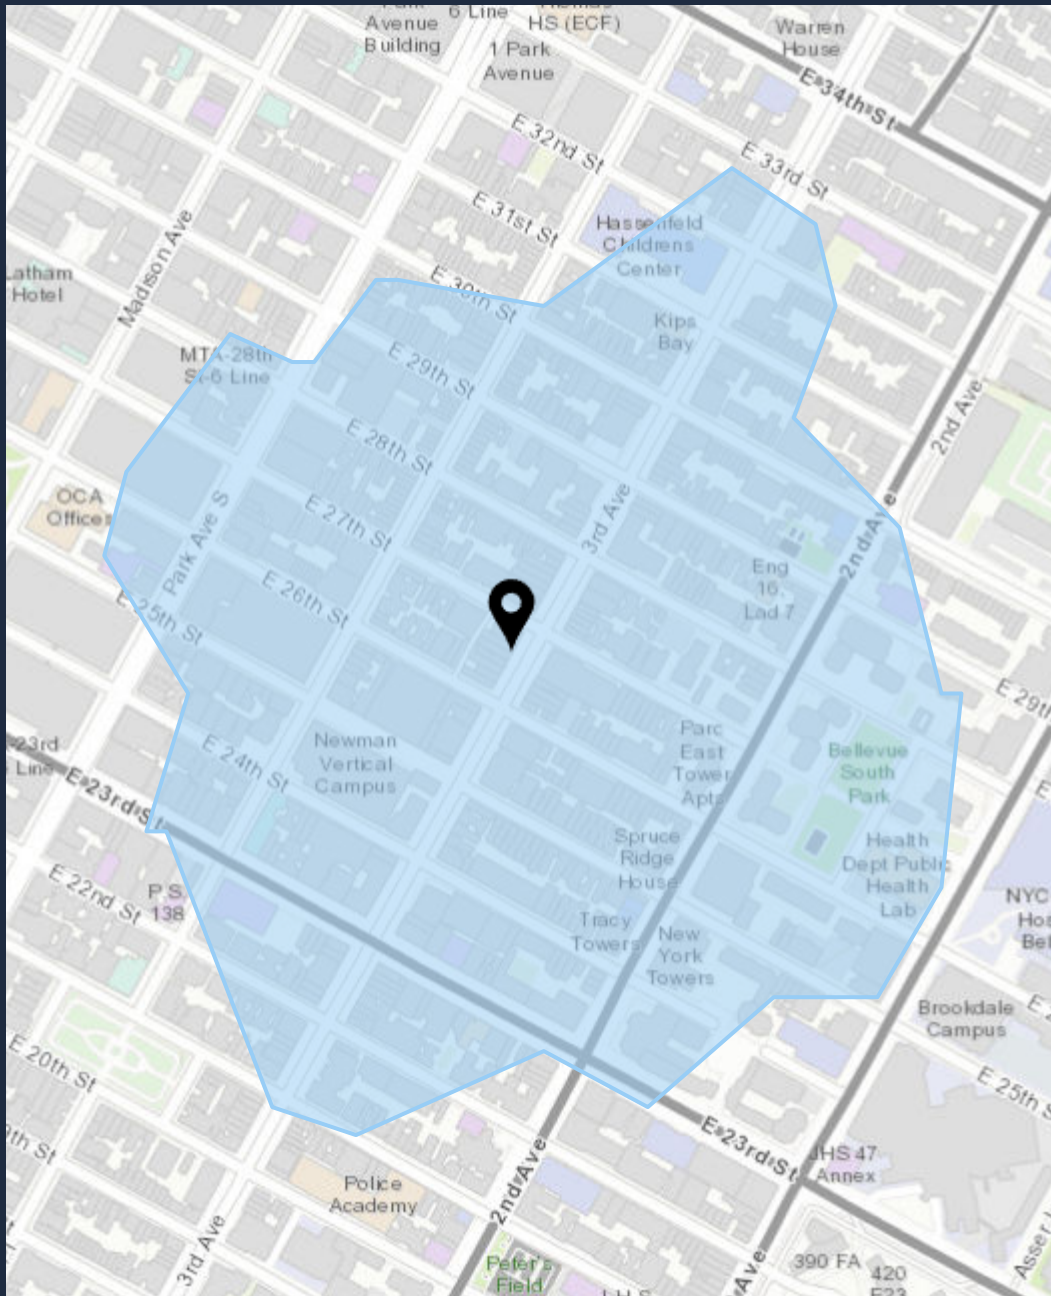 Avenue
Building
6 Line
HS (ECF)
1 Park
Avenue
Warren
House
E 34th St
E 32nd St
E 33rd St
E 31st St
Hassenfeld
Childrens
Center
Madison Ave
Latham
Hotel
E 30th St
Kips
Bay
MTA-28th
St-6 Line
E 29th St
2nd Ave
E 28th St
OCA
Offices
Park Ave S
E 27th St
3rd Ave
2nd Ave
E 26th St
Eng
16,
Lad 7
E 25th St
E 29th
Newman
Vertical
Campus
Parc
East
Tower
Apts
Bellevue
South
Park
23rd
Line
E 24th St
E 23rd St
Spruce
Ridge
House
Health
Dept Public
Health
Lab
E 22nd St
P S
138
Tracy
Towers
New
York
Towers
NYC
Hos
Bel
Brookdale
Campus
E 20th St
E 25th S
E 23rd St
JHS 47
Annex
Police
Academy
2nd Ave
3rd Ave
Peter's
Field
Ave
390 FA
420
Asser